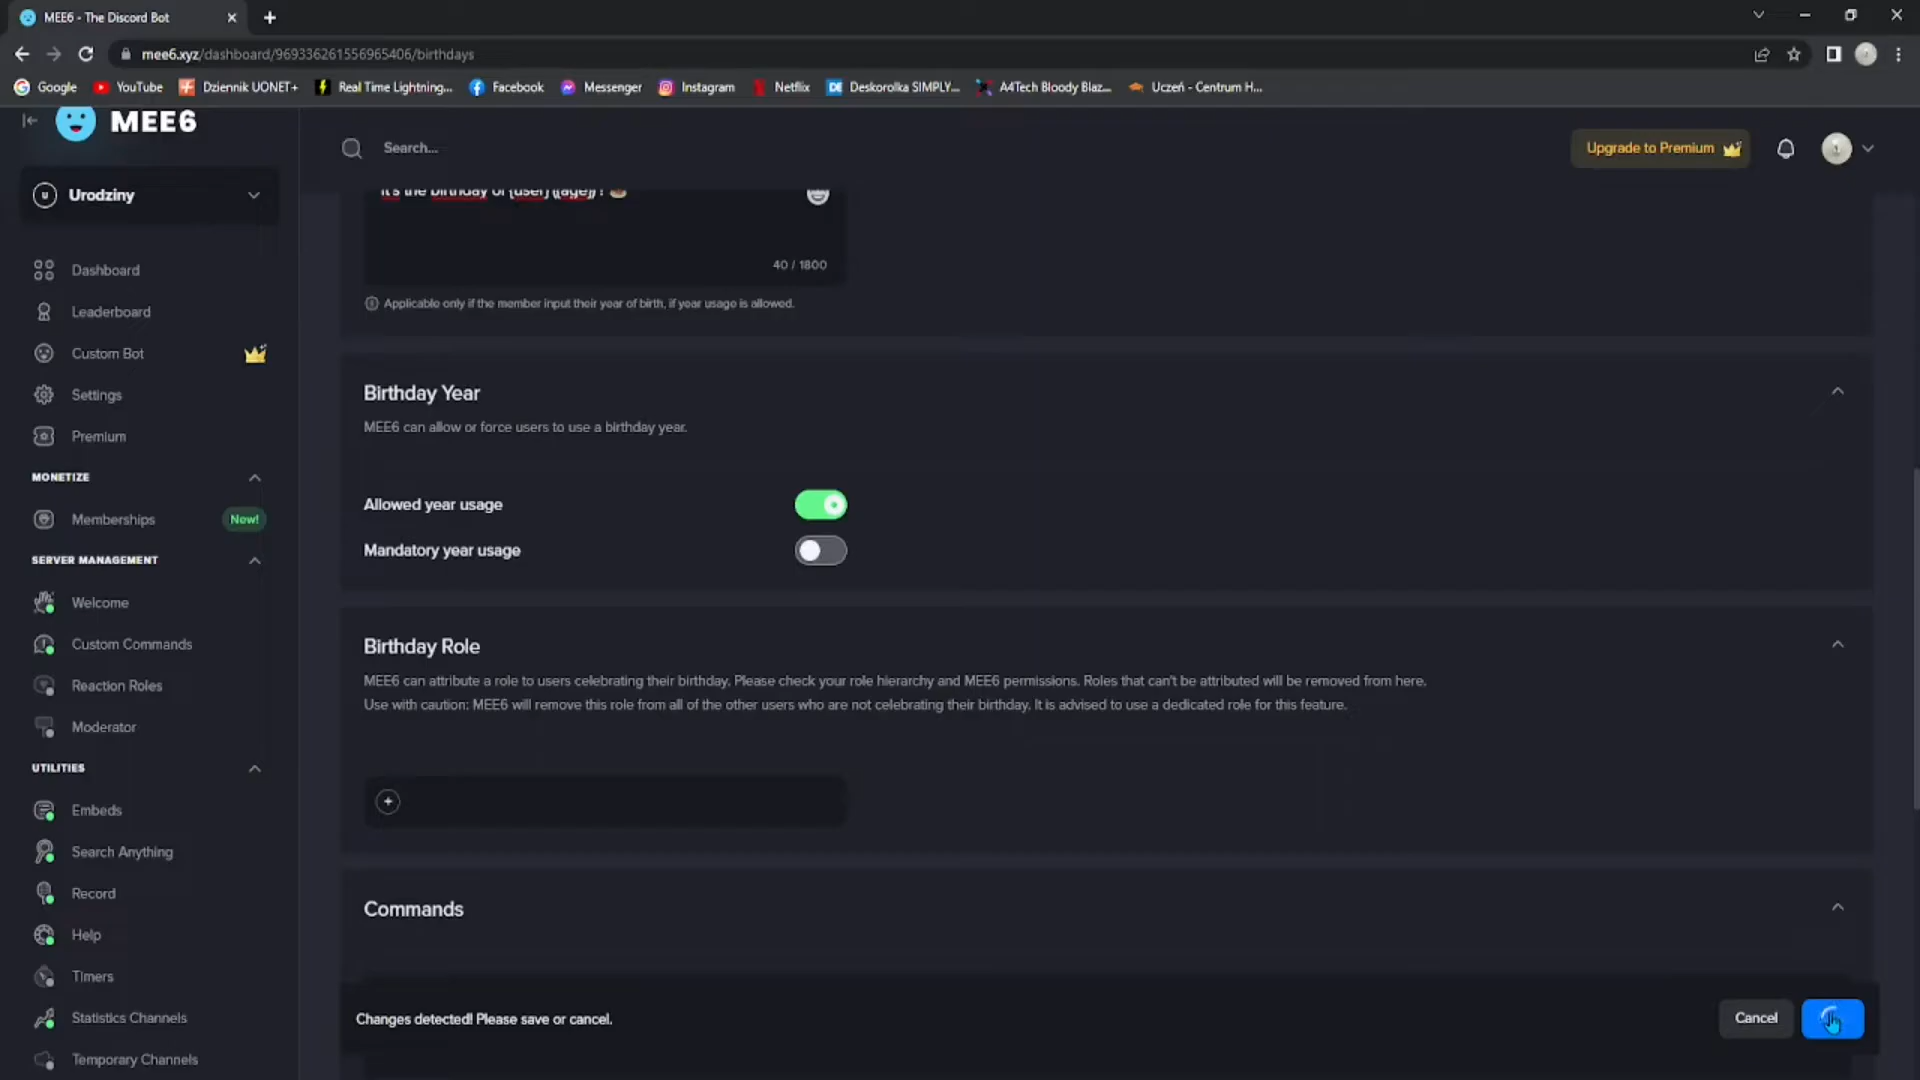 MEE6 - The Discord Bot
mee6.xyz/dashboard/969336261556965406/birthdays
Google
YouTube
Dziennik UONET+
Real Time Lightning...
Facebook
Messenger
Instagram
Netflix
Deskorolka SIMPLY...
A4Tech Bloody Blaz...
Uczeń - Centrum H...
MEE6
Search...
Upgrade to Premium
Urodziny
Dashboard
Leaderboard
Custom Bot
Settings
Premium
MONETIZE
Memberships
New!
SERVER MANAGEMENT
Welcome
Custom Commands
Reaction Roles
Moderator
UTILITIES
Embeds
Search Anything
Record
Help
Timers
Statistics Channels
Temporary Channels
It's the birthday of {user} ({age}) !
40 / 1800
Applicable only if the member input their year of birth, if year usage is allowed.
Birthday Year
MEE6 can allow or force users to use a birthday year.
Allowed year usage
Mandatory year usage
Birthday Role
MEE6 can attribute a role to users celebrating their birthday. Please check your role hierarchy and MEE6 permissions. Roles that can't be attributed will be removed from here.
Use with caution: MEE6 will remove this role from all of the other users who are not celebrating their birthday. It is advised to use a dedicated role for this feature.
Commands
Changes detected! Please save or cancel.
Cancel